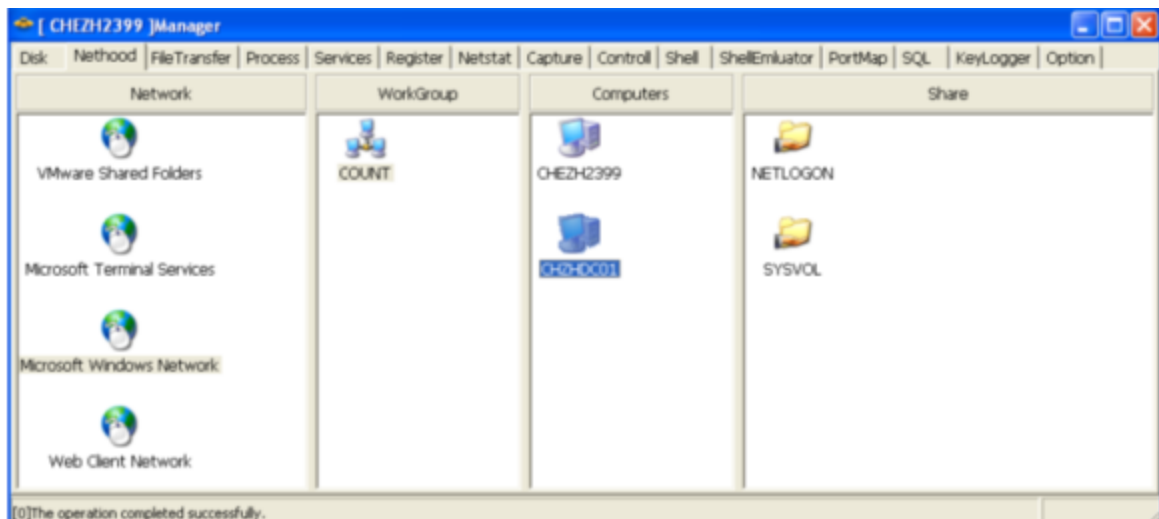 [ CHEZH2399 ]Manager
Disk Nethood FileTransfer Process Services Register Netstat Capture Controll Shell ShellEmluator PortMap SQL KeyLogger Option
Network WorkGroup Computers Share
VMware Shared Folders COUNT CHEZH2399 NETLOGON
Microsoft Terminal Services CHZHDC01 SYSVOL
Microsoft Windows Network
Web Client Network
[0]The operation completed successfully.